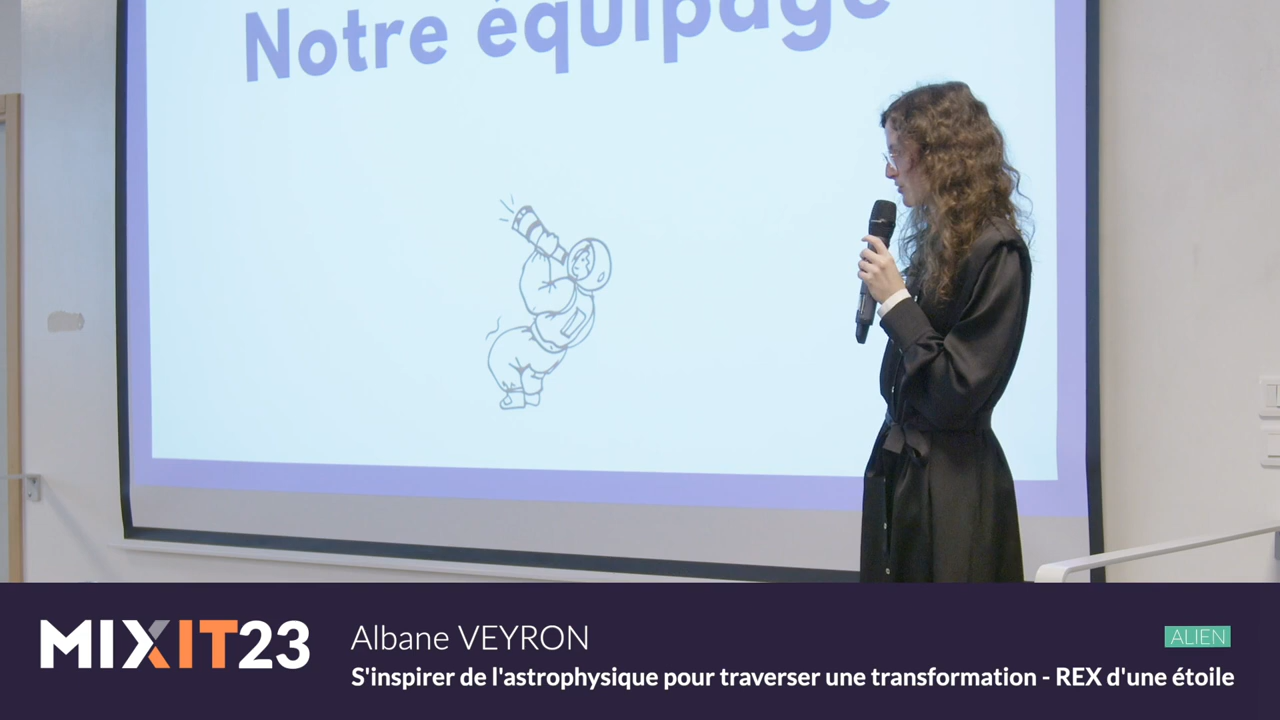 Notre équipage
MIXIT23
Albane VEYRON
ALIEN
S'inspirer de l'astrophysique pour traverser une transformation - REX d'une étoile